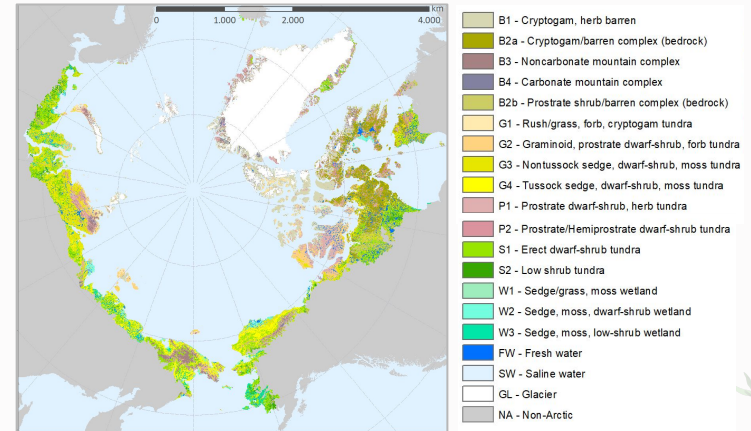 km
0 1.000 2.000 4.000
B1 - Cryptogam, herb barren
B2a - Cryptogam/barren complex (bedrock)
B3 - Noncarbonate mountain complex
B4 - Carbonate mountain complex
B2b - Prostrate shrub/barren complex (bedrock)
G1 - Rush/grass, forb, cryptogam tundra
G2 - Graminoid, prostrate dwarf-shrub, forb tundra
G3 - Nontussock sedge, dwarf-shrub, moss tundra
G4 - Tussock sedge, dwarf-shrub, moss tundra
P1 - Prostrate dwarf-shrub, herb tundra
P2 - Prostrate/Hemiprostrate dwarf-shrub tundra
S1 - Erect dwarf-shrub tundra
S2 - Low shrub tundra
W1 - Sedge/grass, moss wetland
W2 - Sedge, moss, dwarf-shrub wetland
W3 - Sedge, moss, low-shrub wetland
FW - Fresh water
SW - Saline water
GL - Glacier
NA - Non-Arctic